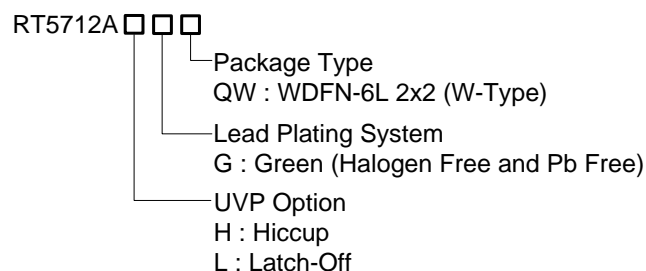 RT5712A
Package Type
QW : WDFN-6L 2x2 (W-Type)
Lead Plating System
G : Green (Halogen Free and Pb Free)
UVP Option
H : Hiccup
L : Latch-Off